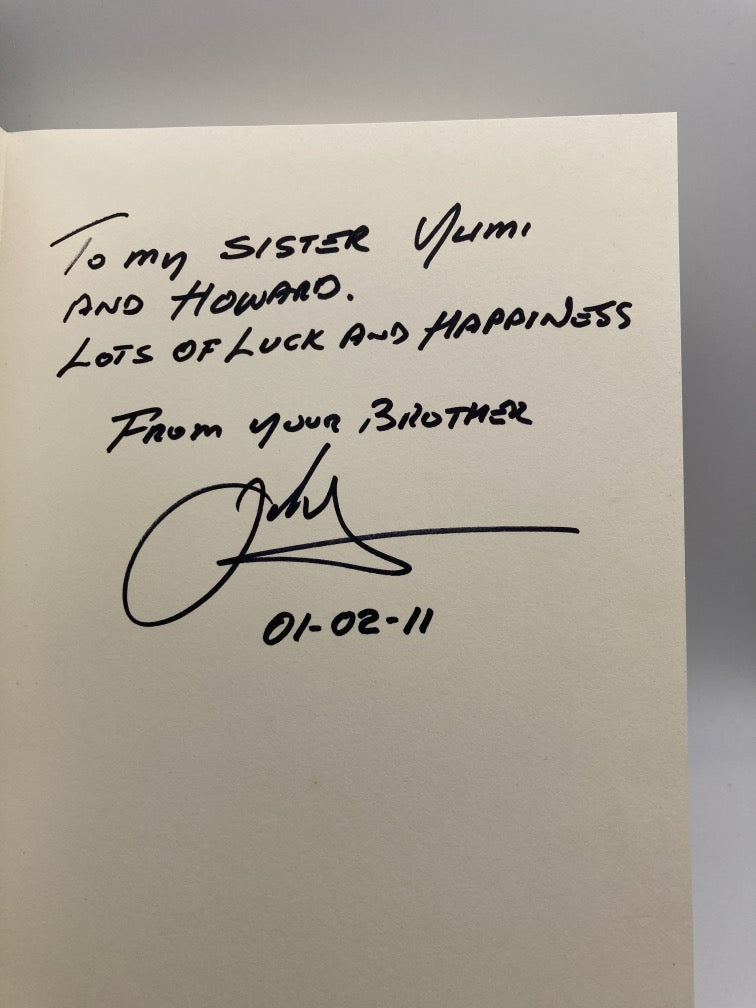 To my SISTER Yumi
AND HOWARD.
LOTS OF LUCK AND HAPPINESS
FROM YOUR BROTHER
01-02-11